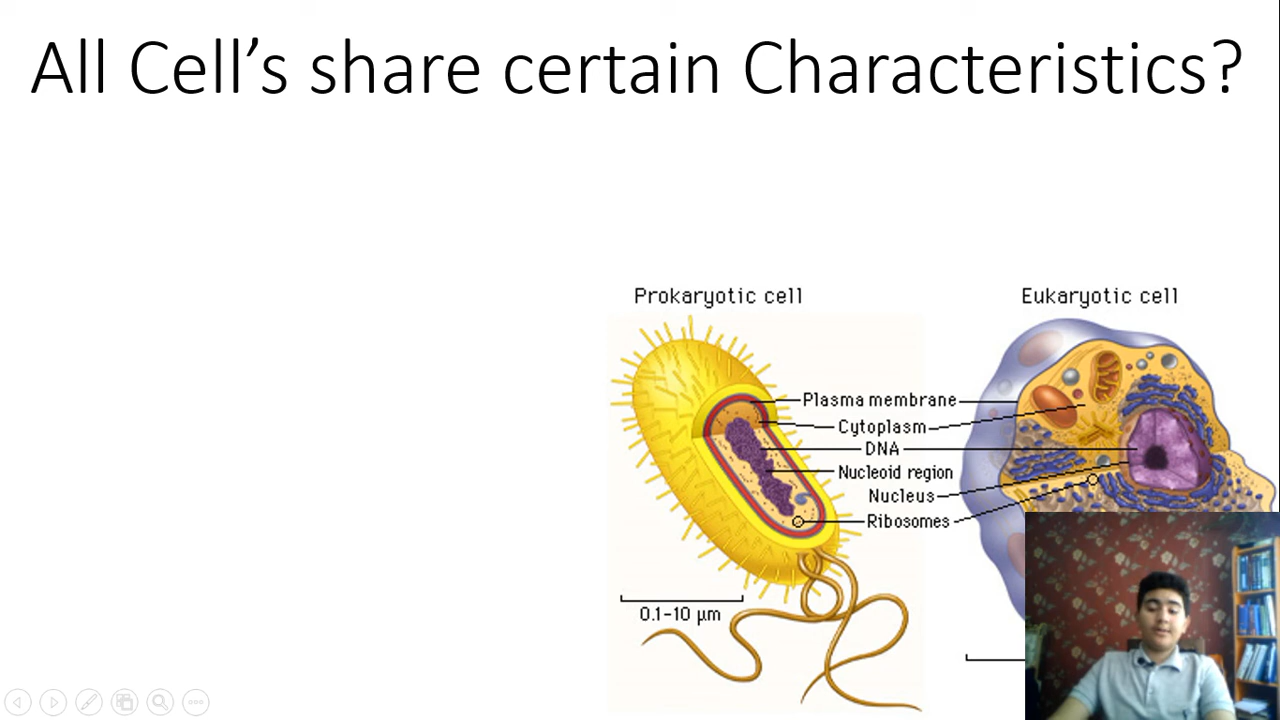 All Cell’s share certain Characteristics?
Prokaryotic cell
Eukaryotic cell
Plasma membrane
Cytoplasm
DNA
Nucleoid region
Nucleus
Ribosomes
0.1-10 µm